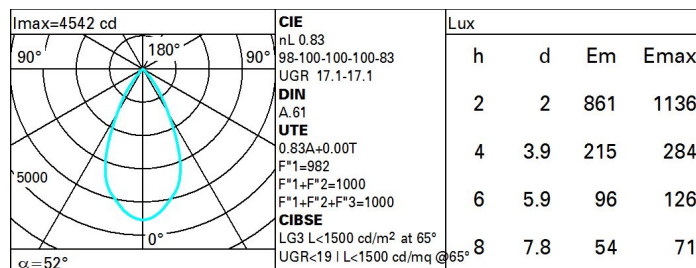 Imax=4542 cd
90° 180° 90°
5000
0°
α=52°
CIE
nL 0.83
98-100-100-100-83
UGR 17.1-17.1
DIN
A.61
UTE
0.83A+0.00T
F"1=982
F"1+F"2=1000
F"1+F"2+F"3=1000
CIBSE
LG3 L<1500 cd/m² at 65°
UGR<19 | L<1500 cd/mq @65°
Lux
h d Em Emax
2 2 861 1136
4 3.9 215 284
6 5.9 96 126
8 7.8 54 71